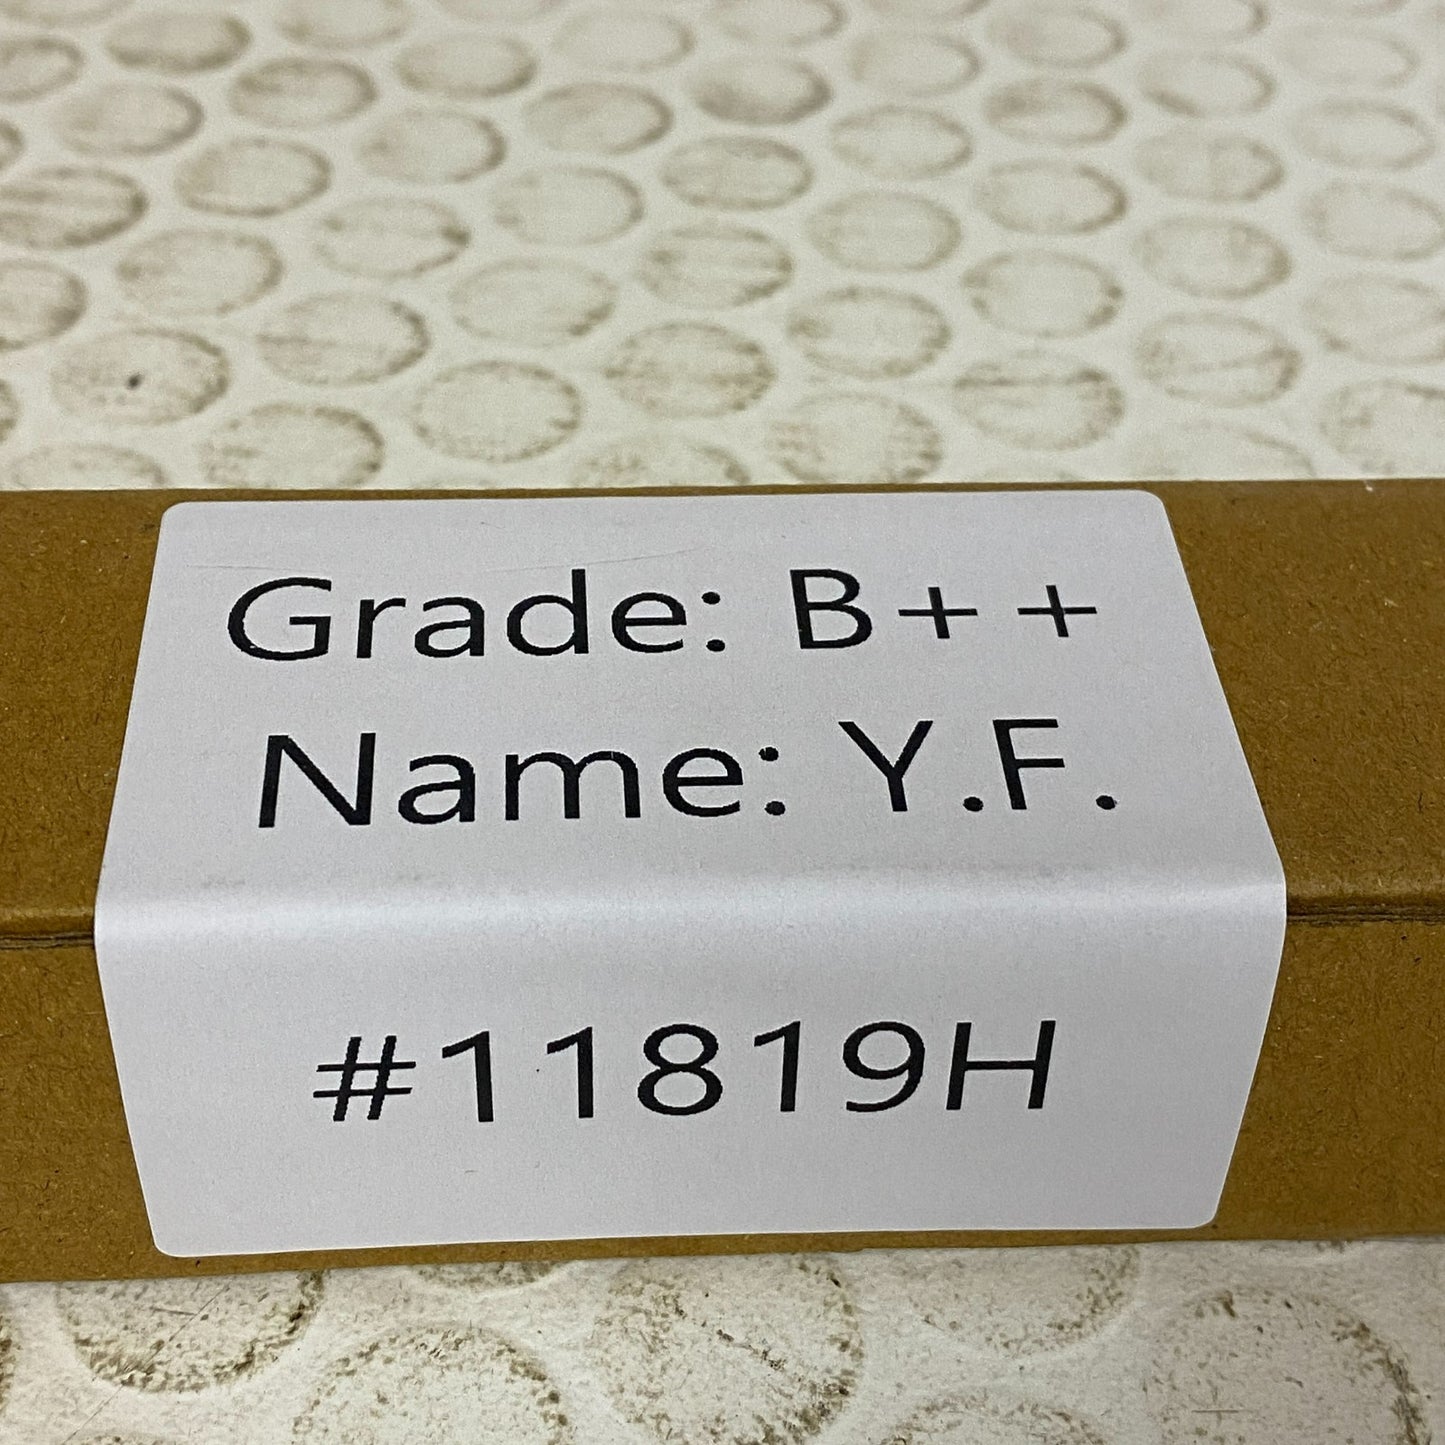 Grade: B++
Name: Y.F.
#11819H